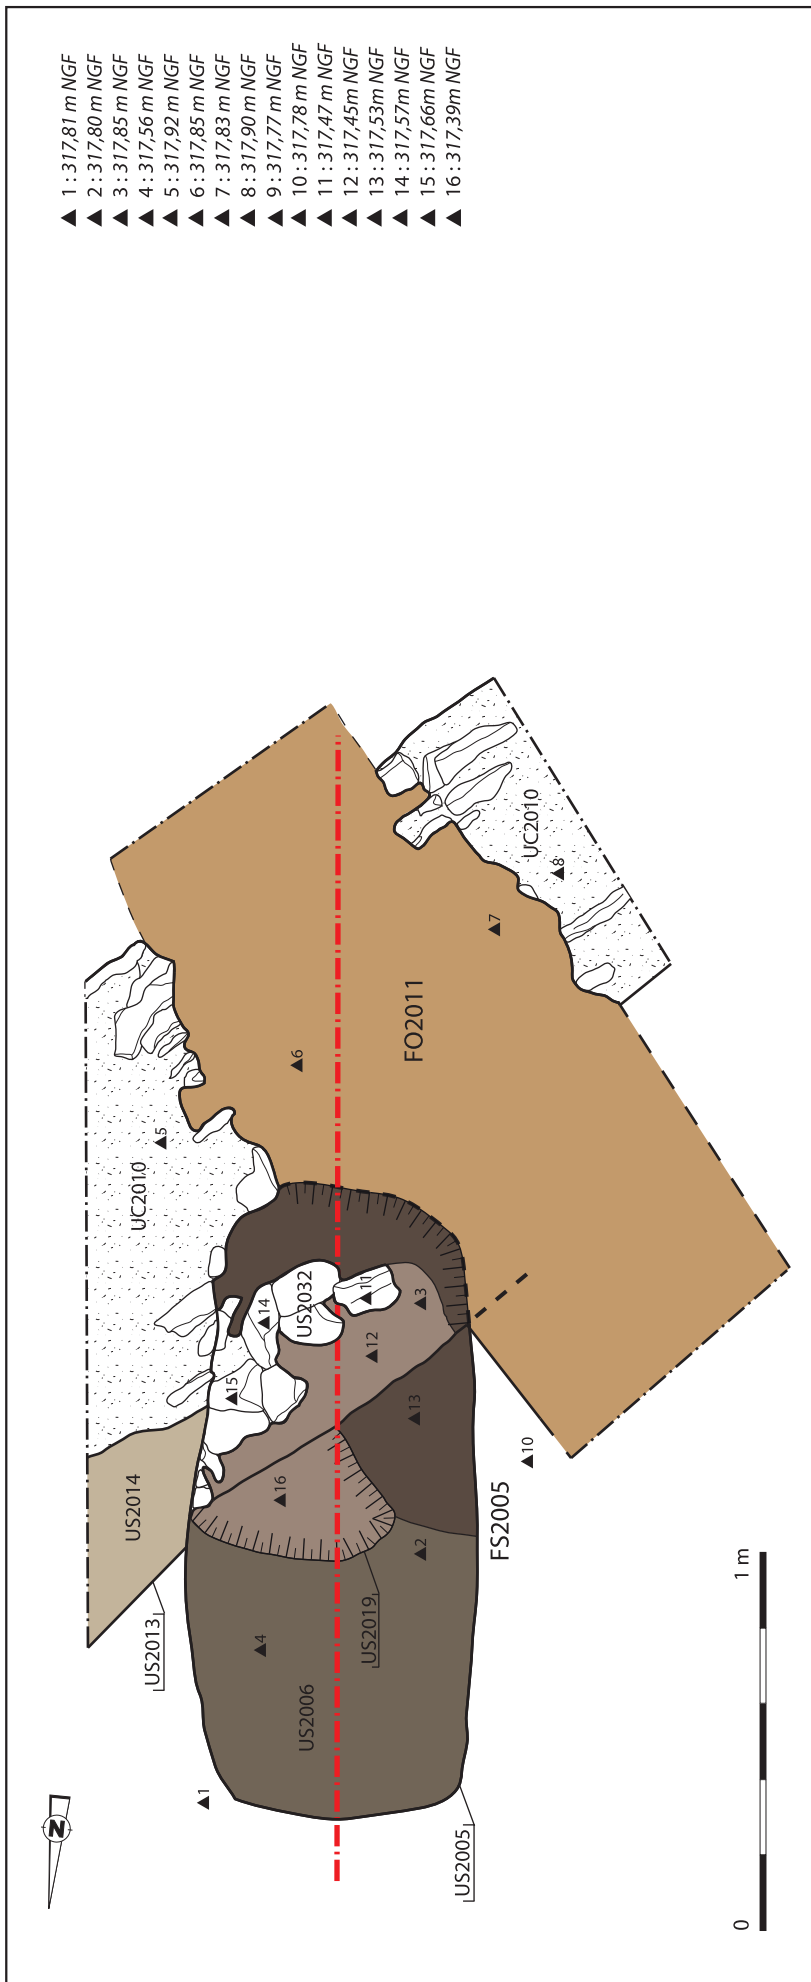 ▲ 1 : 317,81 m NGF
▲ 2 : 317,80 m NGF
▲ 3 : 317,85 m NGF
▲ 4 : 317,56 m NGF
▲ 5 : 317,92 m NGF
▲ 6 : 317,85 m NGF
▲ 7 : 317,83 m NGF
▲ 8 : 317,90 m NGF
▲ 9 : 317,77 m NGF
▲ 10 : 317,78 m NGF
▲ 11 : 317,47 m NGF
▲ 12 : 317,45m NGF
▲ 13 : 317,53m NGF
▲ 14 : 317,57m NGF
▲ 15 : 317,66m NGF
▲ 16 : 317,39m NGF
UC2010
▲8
▲7
FO2011
▲6
▲5
UC2010
US2032
▲14
▲11
▲3
▲12
▲15
▲13
▲10
▲16
US2014
FS2005
▲2
US2013
US2019
▲4
US2006
▲1
US2005
N
0
1 m